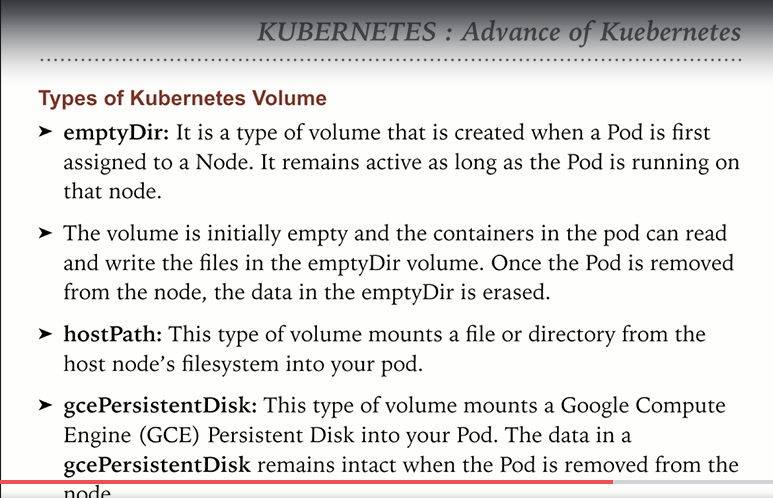 KUBERNETES : Advance of Kuebernetes
Types of Kubernetes Volume
➤ emptyDir: It is a type of volume that is created when a Pod is first
assigned to a Node. It remains active as long as the Pod is running on
that node.
➤ The volume is initially empty and the containers in the pod can read
and write the files in the emptyDir volume. Once the Pod is removed
from the node, the data in the emptyDir is erased.
➤ hostPath: This type of volume mounts a file or directory from the
host node’s filesystem into your pod.
➤ gcePersistentDisk: This type of volume mounts a Google Compute
Engine (GCE) Persistent Disk into your Pod. The data in a
gcePersistentDisk remains intact when the Pod is removed from the
node